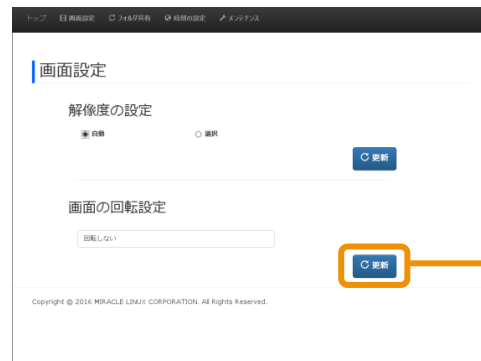 トップ 画面設定 フォルダ共有 時間の設定 メンテナンス
画面設定
解像度の設定
自動 選択
更新
画面の回転設定
回転しない
更新
Copyright @ 2016 MIRACLE LINUX CORPORATION. All Rights Reserved.